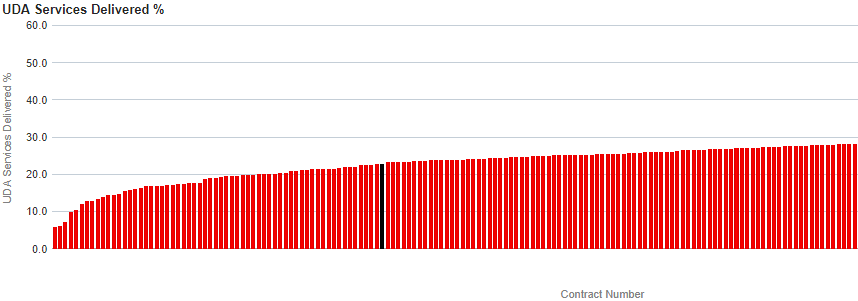 UDA Services Delivered %
60.0
50.0
40.0
30.0
20.0
10.0
0.0
UDA Services Delivered %
Contract Number